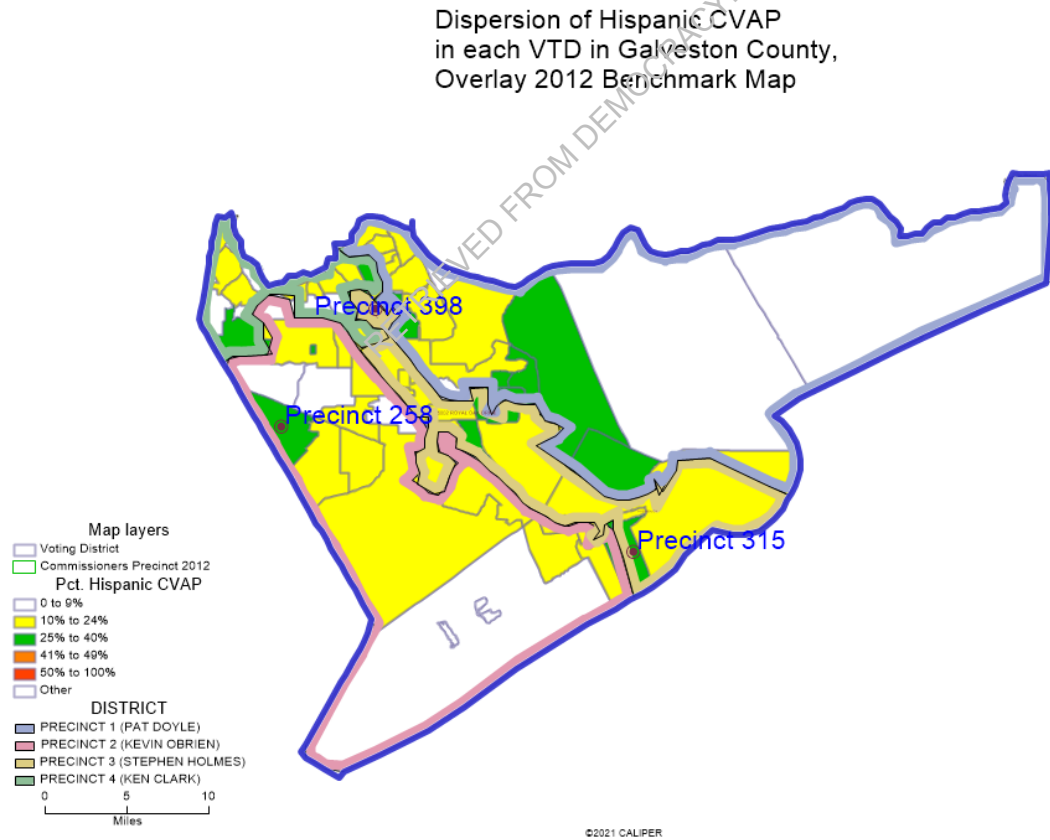 Dispersion of Hispanic CVAP
in each VTD in Galveston County,
Overlay 2012 Benchmark Map
FROM DEMOCRACY
Precinct 398
Precinct 258
Precinct 315
Map layers
Voting District
Commissioners Precinct 2012
Pct. Hispanic CVAP
0 to 9%
10% to 24%
25% to 40%
41% to 49%
50% to 100%
Other
DISTRICT
PRECINCT 1 (PAT DOYLE)
PRECINCT 2 (KEVIN OBRIEN)
PRECINCT 3 (STEPHEN HOLMES)
PRECINCT 4 (KEN CLARK)
0 5 10
Miles
©2021 CALIPER